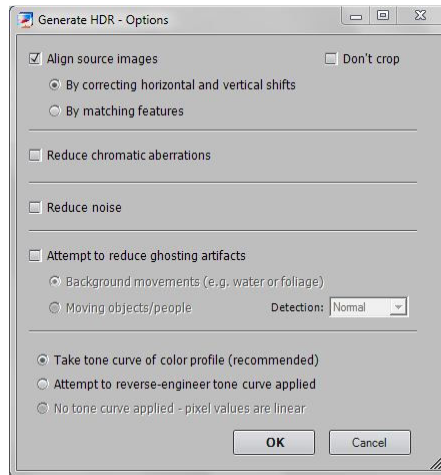 Generate HDR - Options
Align source images Don't crop
By correcting horizontal and vertical shifts
By matching features
Reduce chromatic aberrations
Reduce noise
Attempt to reduce ghosting artifacts
Background movements (e.g. water or foliage)
Moving objects/people Detection: Normal
Take tone curve of color profile (recommended)
Attempt to reverse-engineer tone curve applied
No tone curve applied - pixel values are linear
OK Cancel